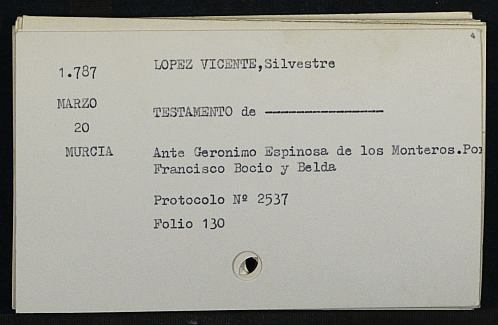 4
1.787 LOPEZ VICENTE,Silvestre
MARZO
20
TESTAMENTO de ----------------
MURCIA Ante Geronimo Espinosa de los Monteros.Por
Francisco Bocio y Belda
Protocolo Nº 2537
Folio 130